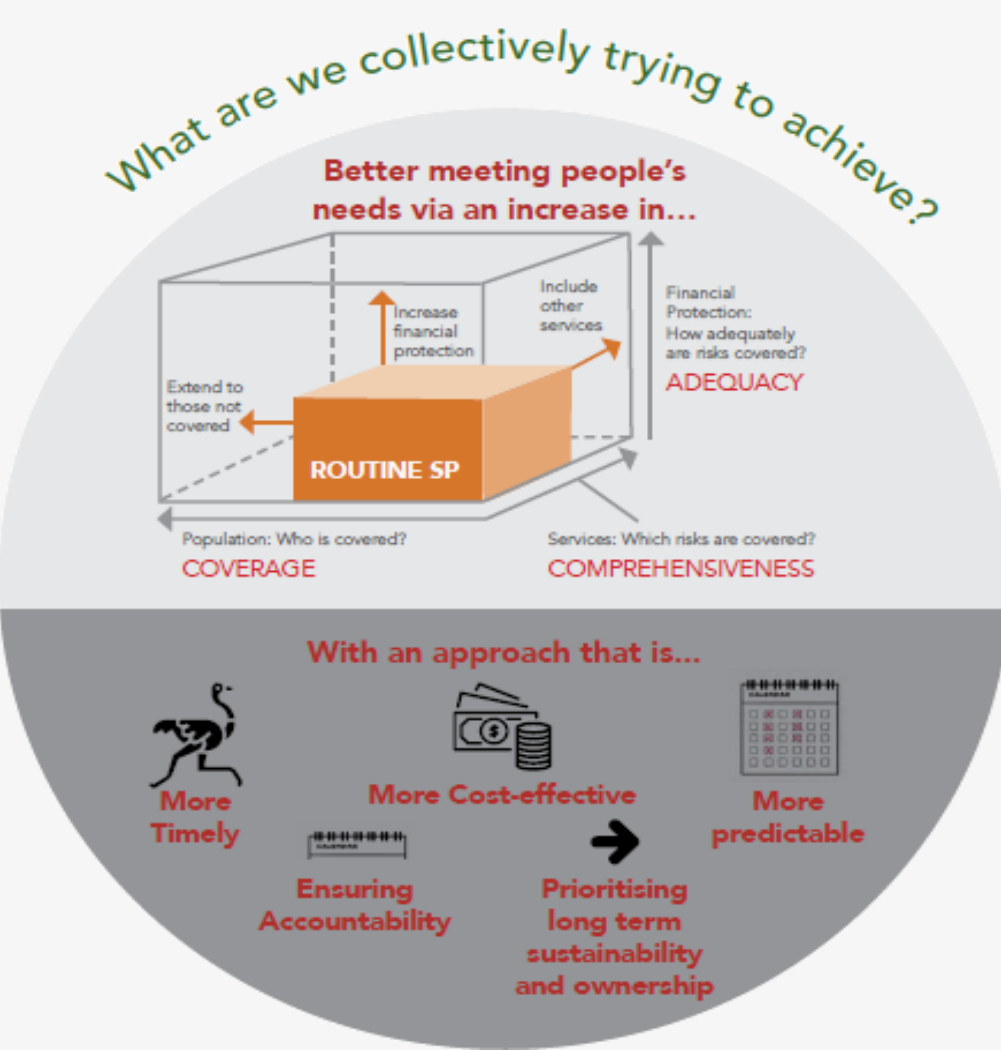 What are we collectively trying to achieve?
Better meeting people's
needs via an increase in...
Increase
financial
protection
Include
other
services
Financial
Protection:
How adequately
are risks covered?
ADEQUACY
Extend to
those not
covered
ROUTINE SP
Population: Who is covered?
COVERAGE
Services: Which risks are covered?
COMPREHENSIVENESS
With an approach that is...
CALENDAR
More
Timely
More Cost-effective
More
predictable
CALENDAR
Ensuring
Accountability
Prioritising
long term
sustainability
and ownership